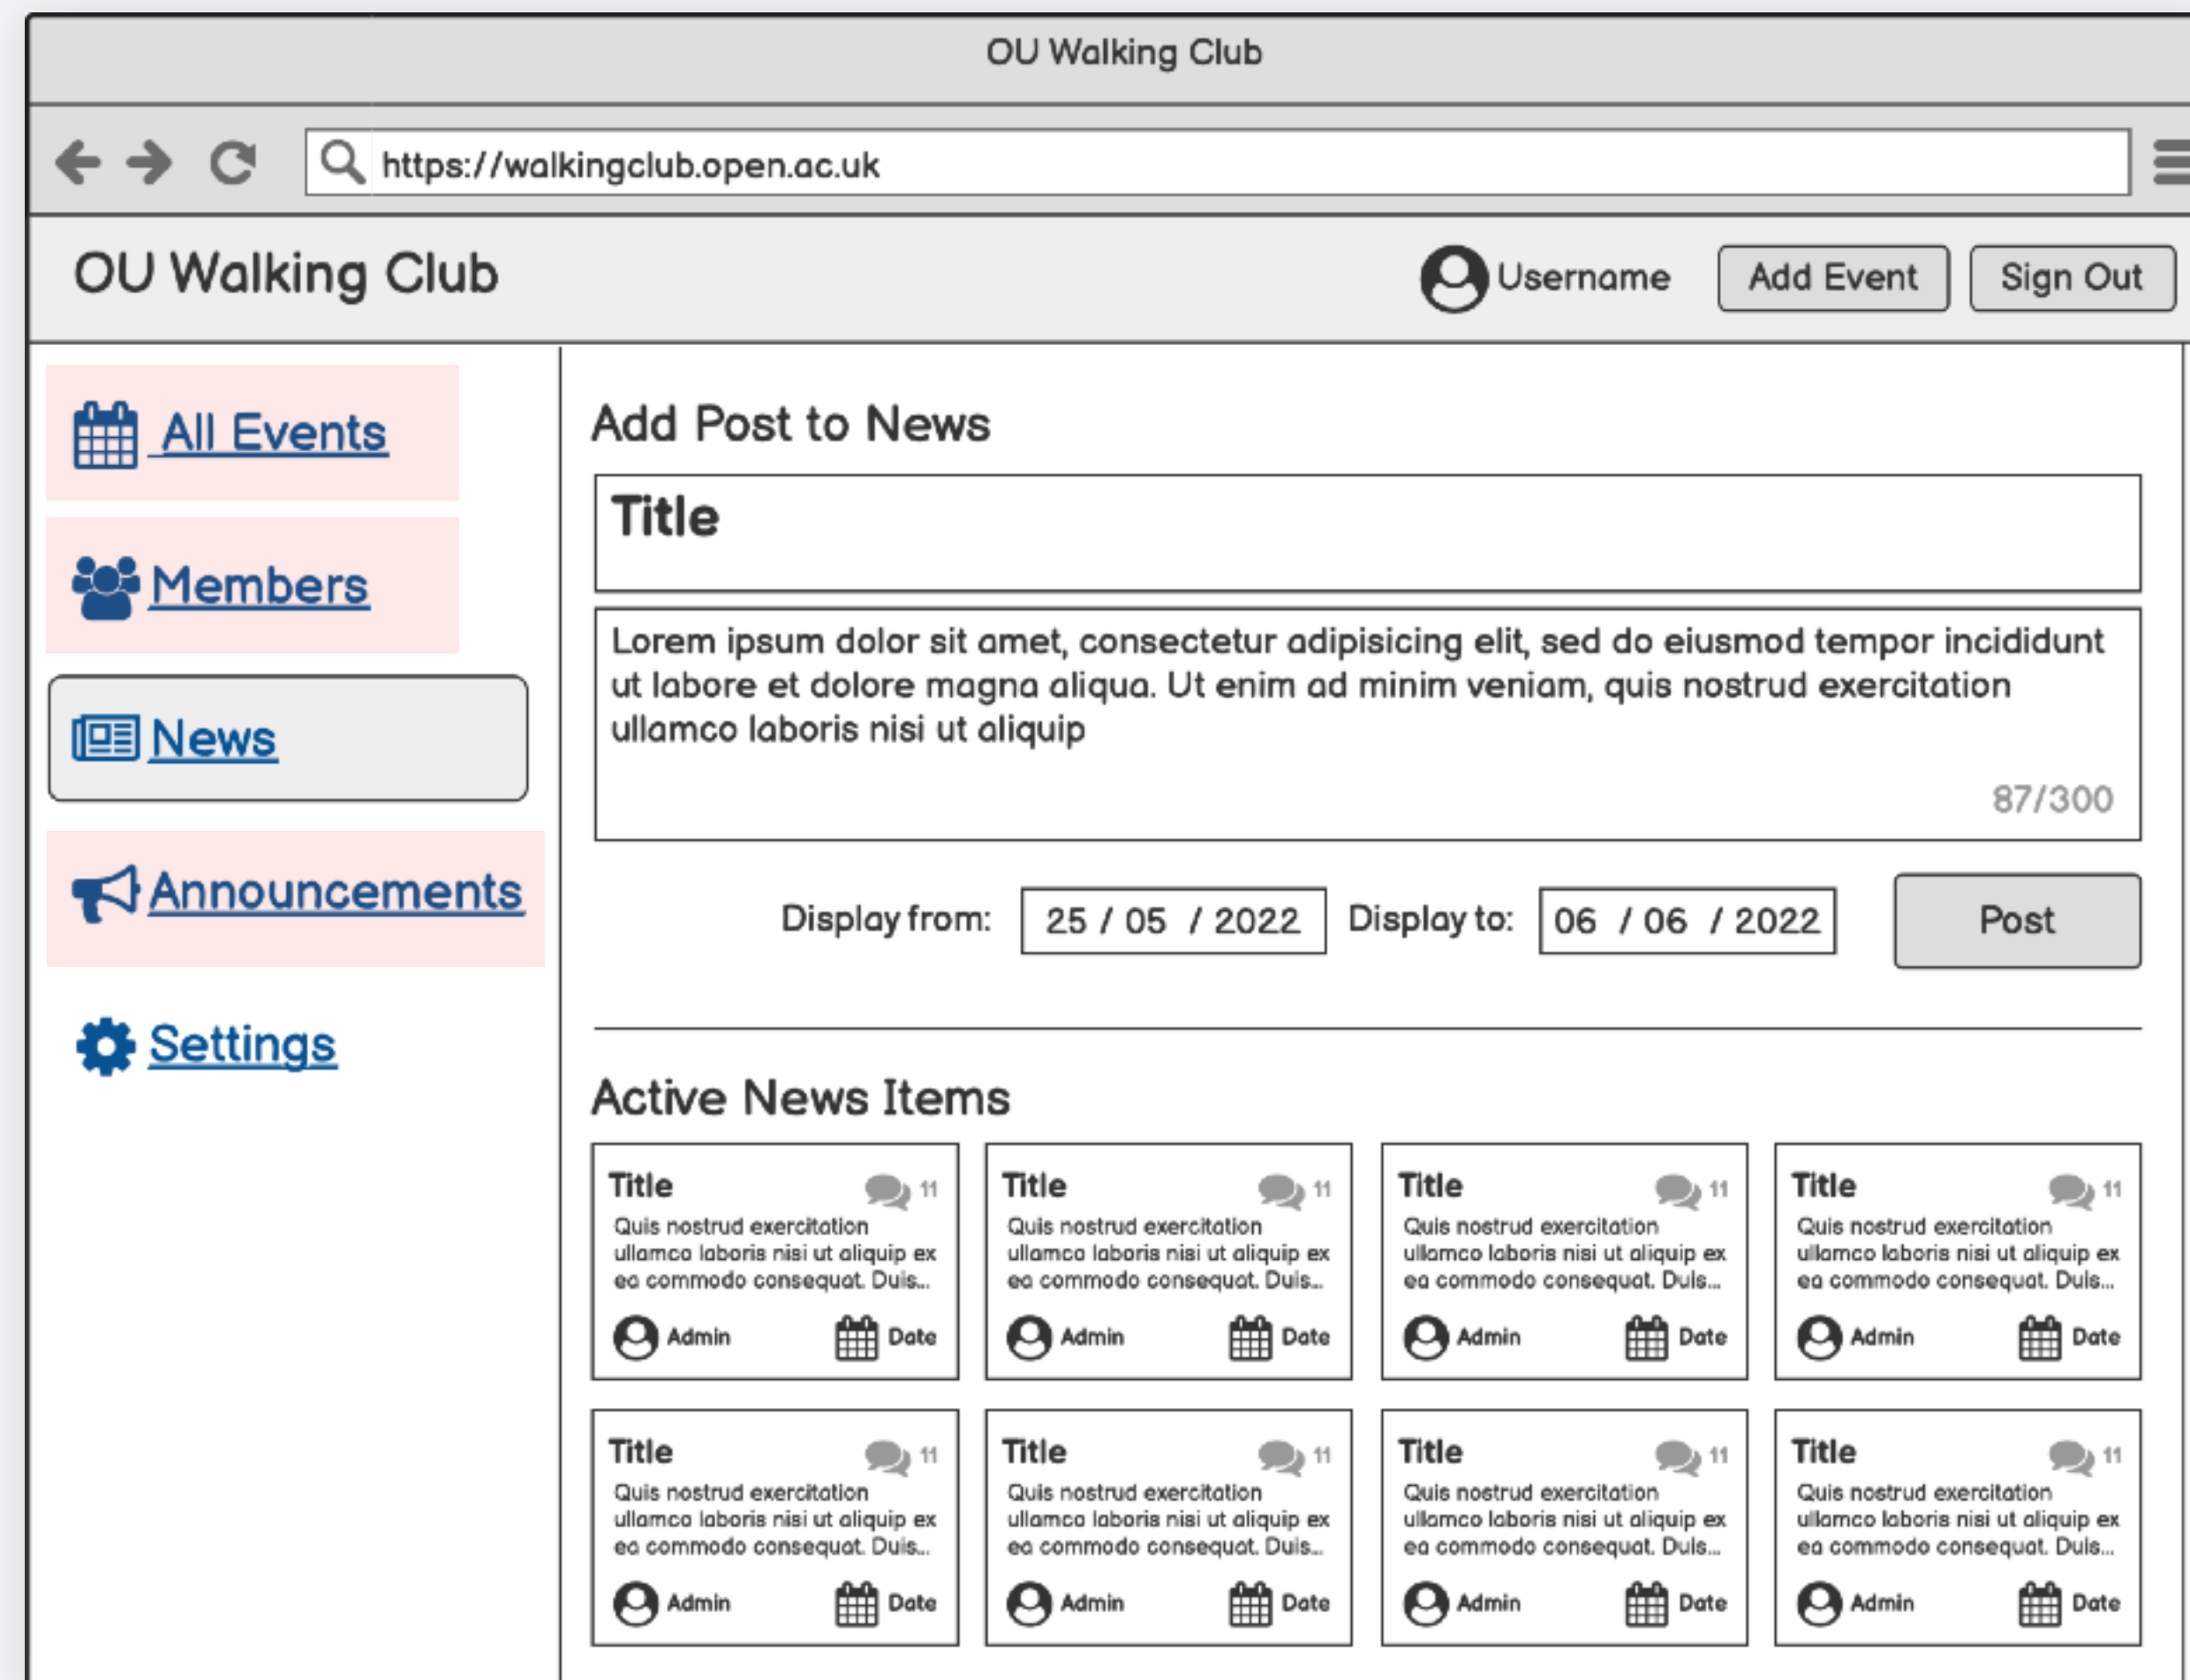 OU Walking Club
https://walkingclub.open.ac.uk
OU Walking Club
Username
Add Event
Sign Out
All Events
Members
News
Announcements
Settings
Add Post to News
Title
Lorem ipsum dolor sit amet, consectetur adipisicing elit, sed do eiusmod tempor incididunt
ut labore et dolore magna aliqua. Ut enim ad minim veniam, quis nostrud exercitation
ullamco laboris nisi ut aliquip
87/300
Display from: 25 / 05 / 2022 Display to: 06 / 06 / 2022
Post
Active News Items
Title 11
Quis nostrud exercitation
ullamco laboris nisi ut aliquip ex
ea commodo consequat. Duis...
Admin Date
Title 11
Quis nostrud exercitation
ullamco laboris nisi ut aliquip ex
ea commodo consequat. Duis...
Admin Date
Title 11
Quis nostrud exercitation
ullamco laboris nisi ut aliquip ex
ea commodo consequat. Duis...
Admin Date
Title 11
Quis nostrud exercitation
ullamco laboris nisi ut aliquip ex
ea commodo consequat. Duis...
Admin Date
Title 11
Quis nostrud exercitation
ullamco laboris nisi ut aliquip ex
ea commodo consequat. Duis...
Admin Date
Title 11
Quis nostrud exercitation
ullamco laboris nisi ut aliquip ex
ea commodo consequat. Duis...
Admin Date
Title 11
Quis nostrud exercitation
ullamco laboris nisi ut aliquip ex
ea commodo consequat. Duis...
Admin Date
Title 11
Quis nostrud exercitation
ullamco laboris nisi ut aliquip ex
ea commodo consequat. Duis...
Admin Date